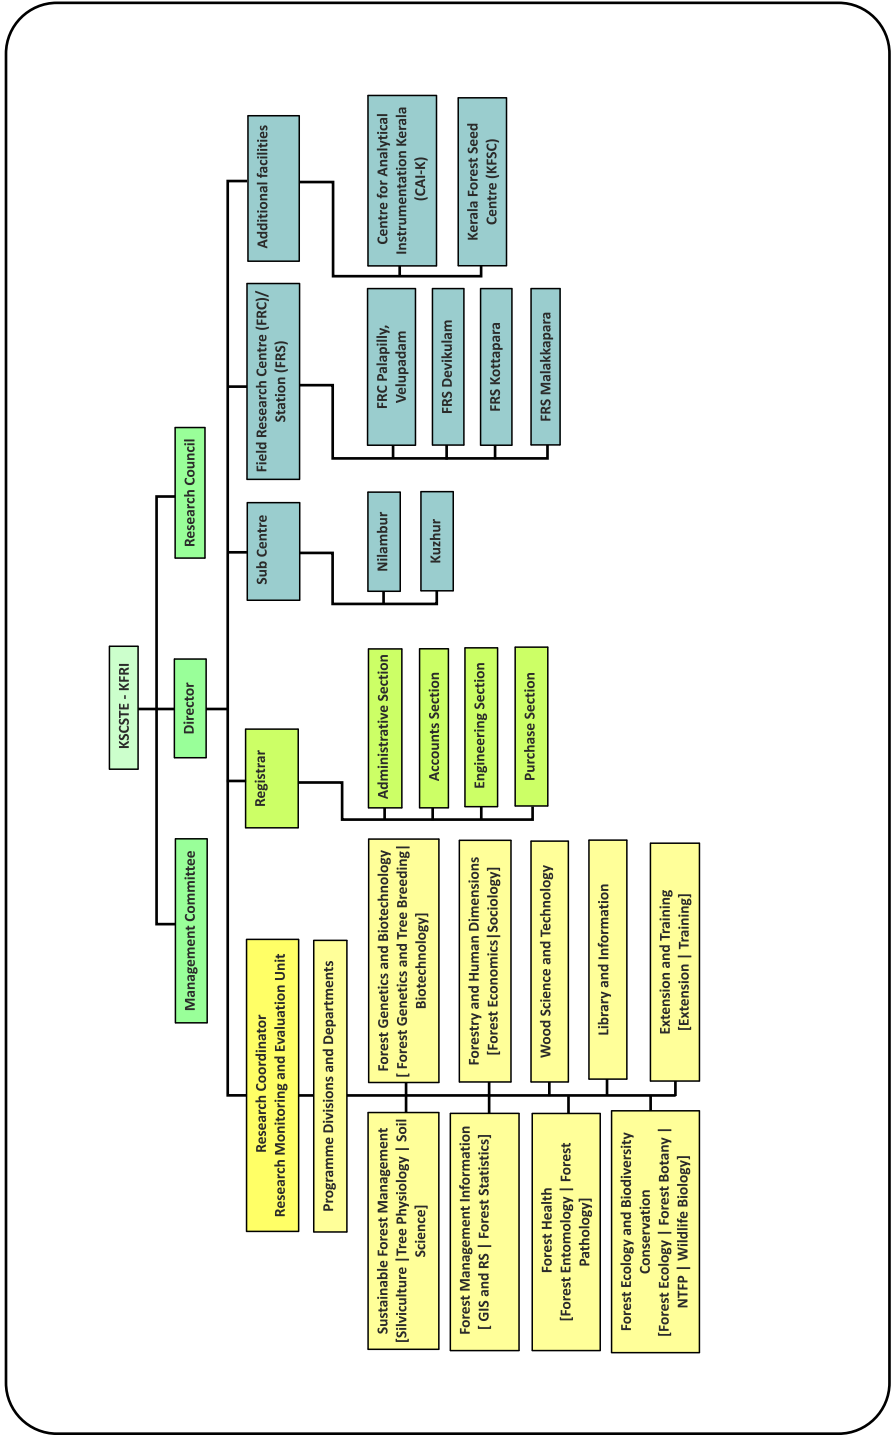 KSCSTE - KFRI
Management Committee
Director
Research Council
Research Coordinator
Research Monitoring and Evaluation Unit
Programme Divisions and Departments
Sustainable Forest Management
[Silviculture |Tree Physiology | Soil
Science]
Forest Management Information
[ GIS and RS | Forest Statistics]
Forest Health
[Forest Entomology | Forest
Pathology]
Forest Ecology and Biodiversity
Conservation
[Forest Ecology | Forest Botany |
NTFP | Wildlife Biology]
Forest Genetics and Biotechnology
[ Forest Genetics and Tree Breeding|
Biotechnology]
Forestry and Human Dimensions
[Forest Economics|Sociology]
Wood Science and Technology
Library and Information
Extension and Training
[Extension | Training]
Registrar
Administrative Section
Accounts Section
Engineering Section
Purchase Section
Sub Centre
Nilambur
Kuzhur
Field Research Centre (FRC)/
Station (FRS)
FRC Palapilly,
Velupadam
FRS Devikulam
FRS Kottapara
FRS Malakkapara
Additional facilities
Centre for Analytical
Instrumentation Kerala
(CAI-K)
Kerala Forest Seed
Centre (KFSC)